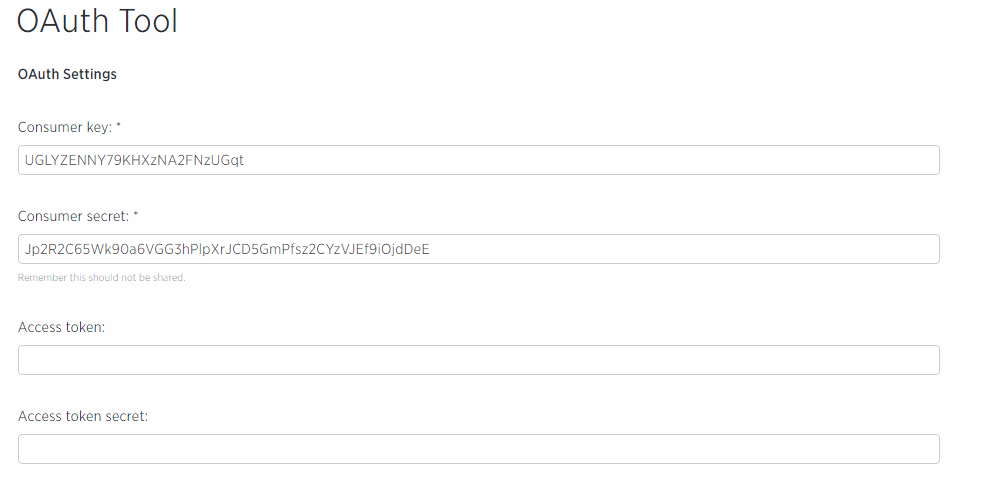 OAuth Tool
OAuth Settings
Consumer key: *
UGLYZENNY79KHXzNA2FNzUGqt
Consumer secret: *
Jp2R2C65Wk90a6VGG3hPlpXrJCD5GmPfsz2CYzVJEf9iOjdDeE
Remember this should not be shared.
Access token:
Access token secret: